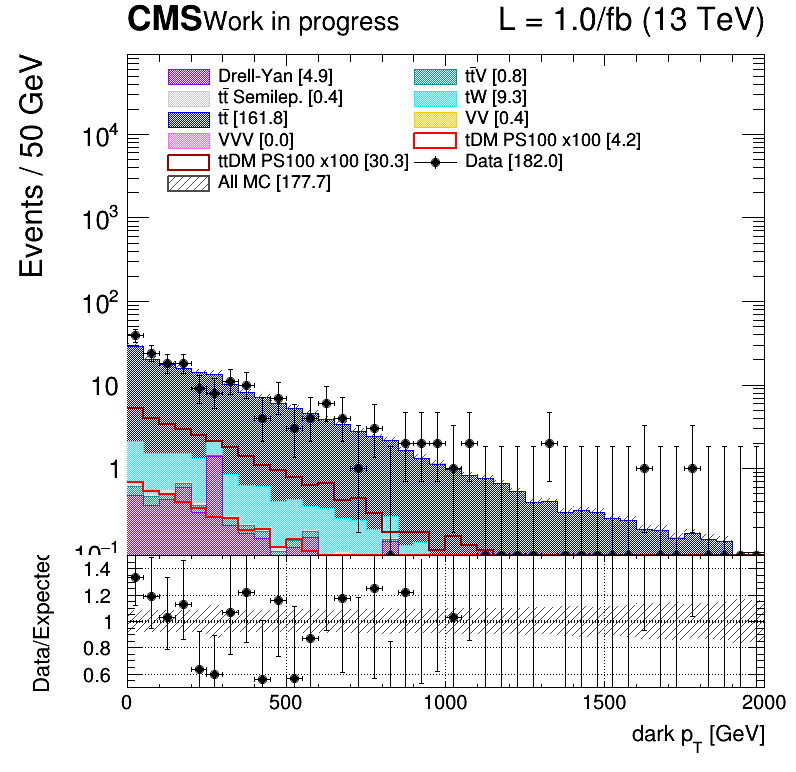 CMS Work in progress L = 1.0/fb (13 TeV)
Events / 50 GeV
Drell-Yan [4.9] tt̄V [0.8]
tt̄ Semilep. [0.4] tW [9.3]
tt̄ [161.8] VV [0.4]
VVV [0.0] tDM PS100 x100 [4.2]
ttDM PS100 x100 [30.3] Data [182.0]
All MC [177.7]
10⁴
10³
10²
10
1
10⁻¹
Data/Expected
1.4
1.2
1
0.8
0.6
0 500 1000 1500 2000
dark p_T [GeV]